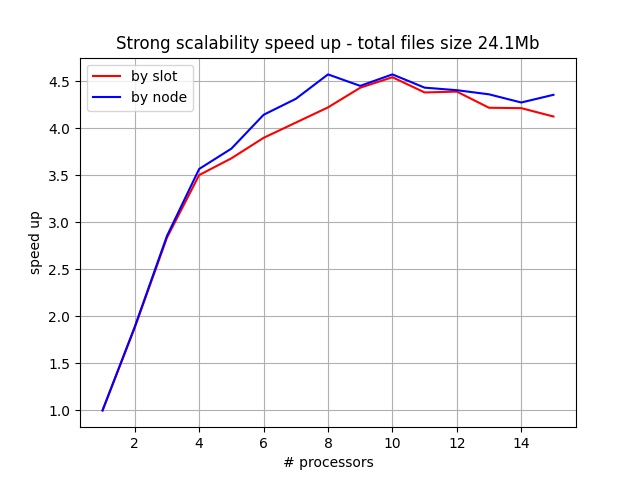 Strong scalability speed up - total files size 24.1Mb
by slot
by node
4.5
4.0
3.5
3.0
2.5
2.0
1.5
1.0
speed up
2 4 6 8 10 12 14
# processors